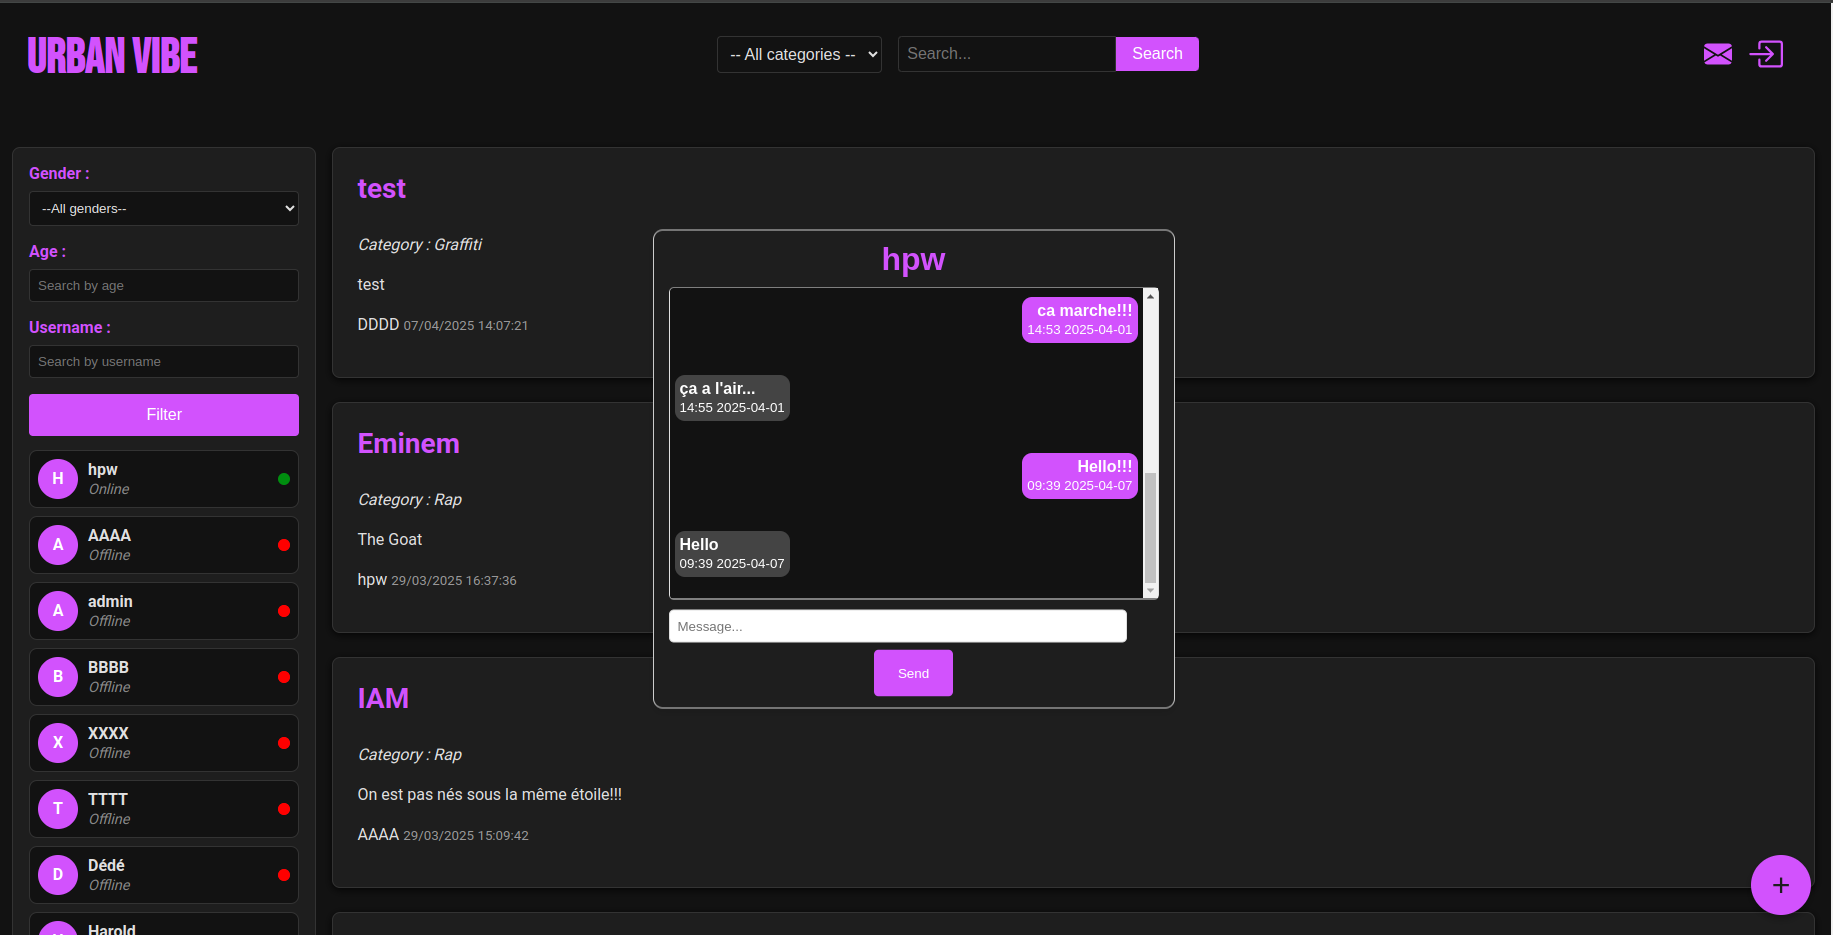 URBAN VIBE
-- All categories --
Search...
Search
Gender :
--All genders--
Age :
Search by age
Username :
Search by username
Filter
H
hpw
Online
A
AAAA
Offline
A
admin
Offline
B
BBBB
Offline
X
XXXX
Offline
T
TTTT
Offline
D
Dédé
Offline
Harold
test
Category : Graffiti
test
DDDD 07/04/2025 14:07:21
Eminem
Category : Rap
The Goat
hpw 29/03/2025 16:37:36
IAM
Category : Rap
On est pas nés sous la même étoile!!!
AAAA 29/03/2025 15:09:42
hpw
ca marche!!!
14:53 2025-04-01
ça a l'air...
14:55 2025-04-01
Hello!!!
09:39 2025-04-07
Hello
09:39 2025-04-07
Message...
Send
+